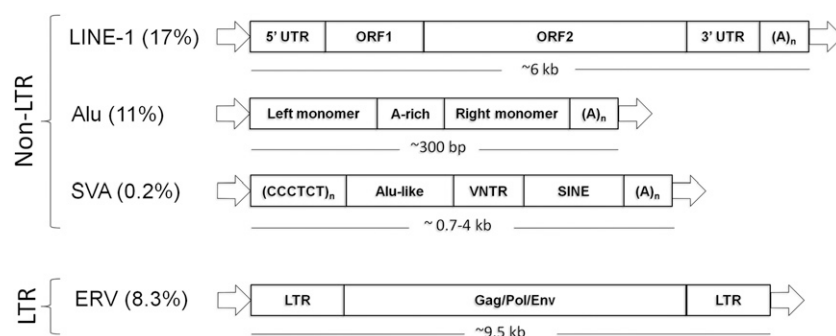 Non-LTR
LINE-1 (17%)
5' UTR ORF1 ORF2 3' UTR (A)n
~6 kb
Alu (11%)
Left monomer A-rich Right monomer (A)n
~300 bp
SVA (0.2%)
(CCCTCT)n Alu-like VNTR SINE (A)n
~ 0.7-4 kb
LTR
ERV (8.3%)
LTR Gag/Pol/Env LTR
~9.5 kb